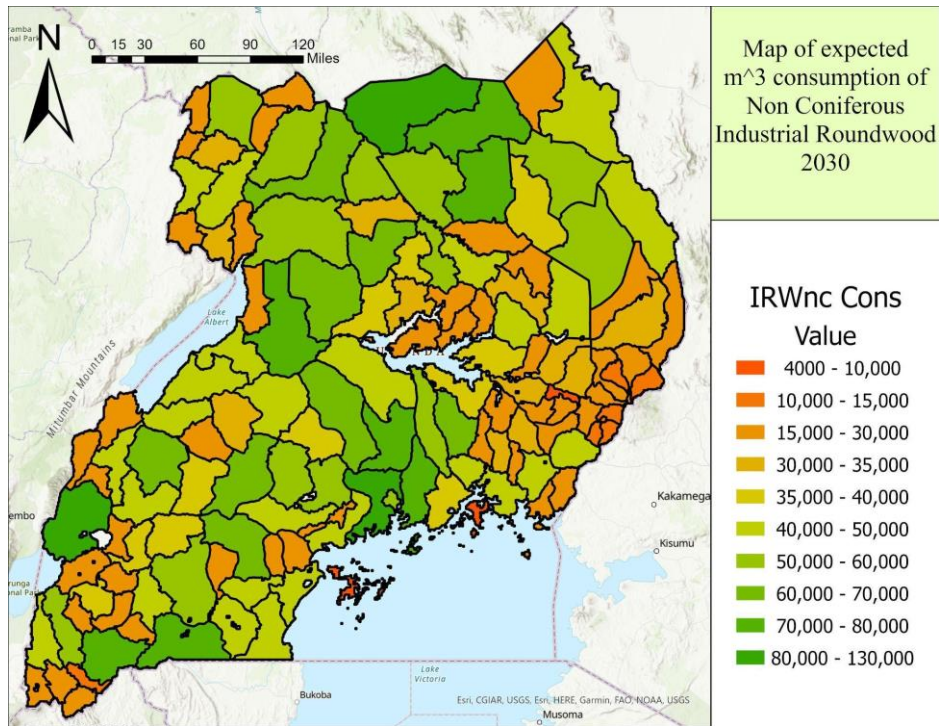 aramba
onal Park
N
0 15 30 60 90 120
Miles
Map of expected
m^3 consumption of
Non Coniferous
Industrial Roundwood
2030
Lake
Albert
Mitumbar Mountains
U
N D A
IRWnc Cons
Value
4000 - 10,000
10,000 - 15,000
15,000 - 30,000
30,000 - 35,000
35,000 - 40,000
40,000 - 50,000
50,000 - 60,000
60,000 - 70,000
70,000 - 80,000
80,000 - 130,000
Kakamega
Kisumu
embo
runga
onal Park
Lake
Victoria
Bukoba
Esri, CGIAR, USGS, Esri, HERE, Garmin, FAO, NOAA, USGS
Musoma